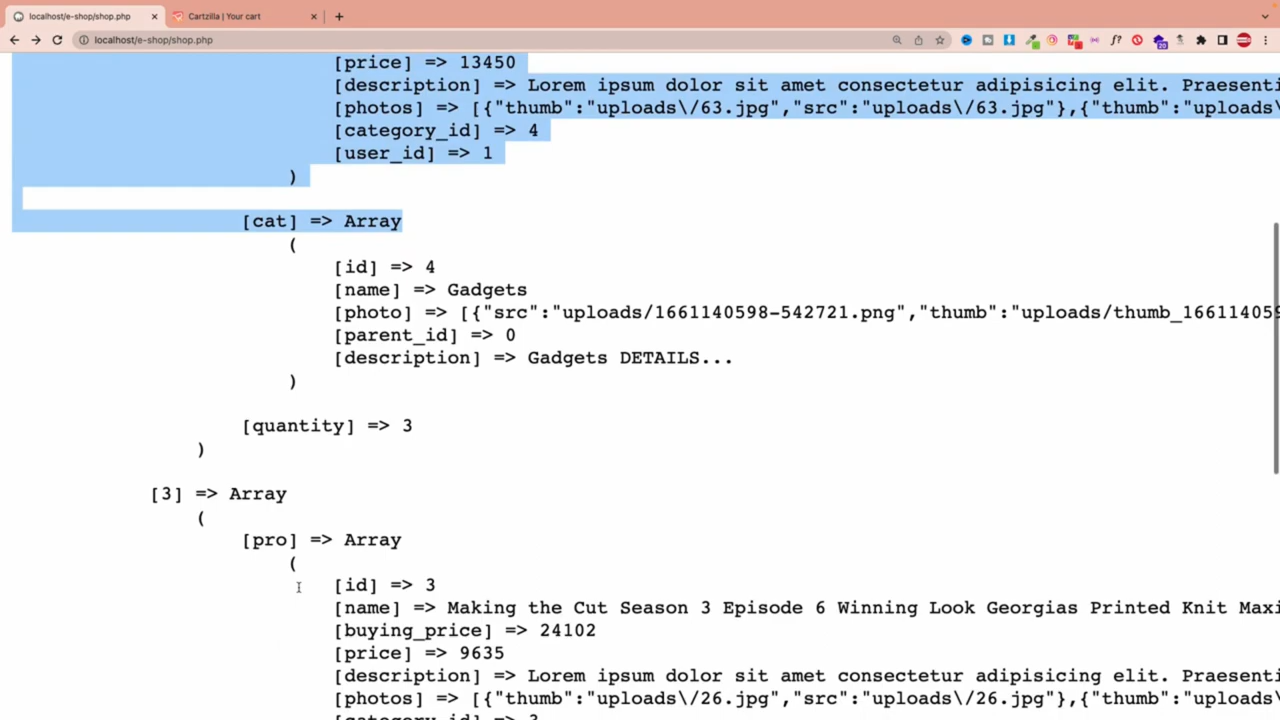 localhost/e-shop/shop.php
Cartzilla | Your cart
localhost/e-shop/shop.php
[price] => 13450
[description] => Lorem ipsum dolor sit amet consectetur adipisicing elit. Praesenti
[photos] => [{"thumb":"uploads\/63.jpg","src":"uploads\/63.jpg"},{"thumb":"uploads\
[category_id] => 4
[user_id] => 1
)
[cat] => Array
(
[id] => 4
[name] => Gadgets
[photo] => [{"src":"uploads/1661140598-542721.png","thumb":"uploads/thumb_166114059
[parent_id] => 0
[description] => Gadgets DETAILS...
)
[quantity] => 3
)
[3] => Array
(
[pro] => Array
(
[id] => 3
[name] => Making the Cut Season 3 Episode 6 Winning Look Georgias Printed Knit Maxi
[buying_price] => 24102
[price] => 9635
[description] => Lorem ipsum dolor sit amet consectetur adipisicing elit. Praesenti
[photos] => [{"thumb":"uploads\/26.jpg","src":"uploads\/26.jpg"},{"thumb":"uploads\
[category_id] => 3